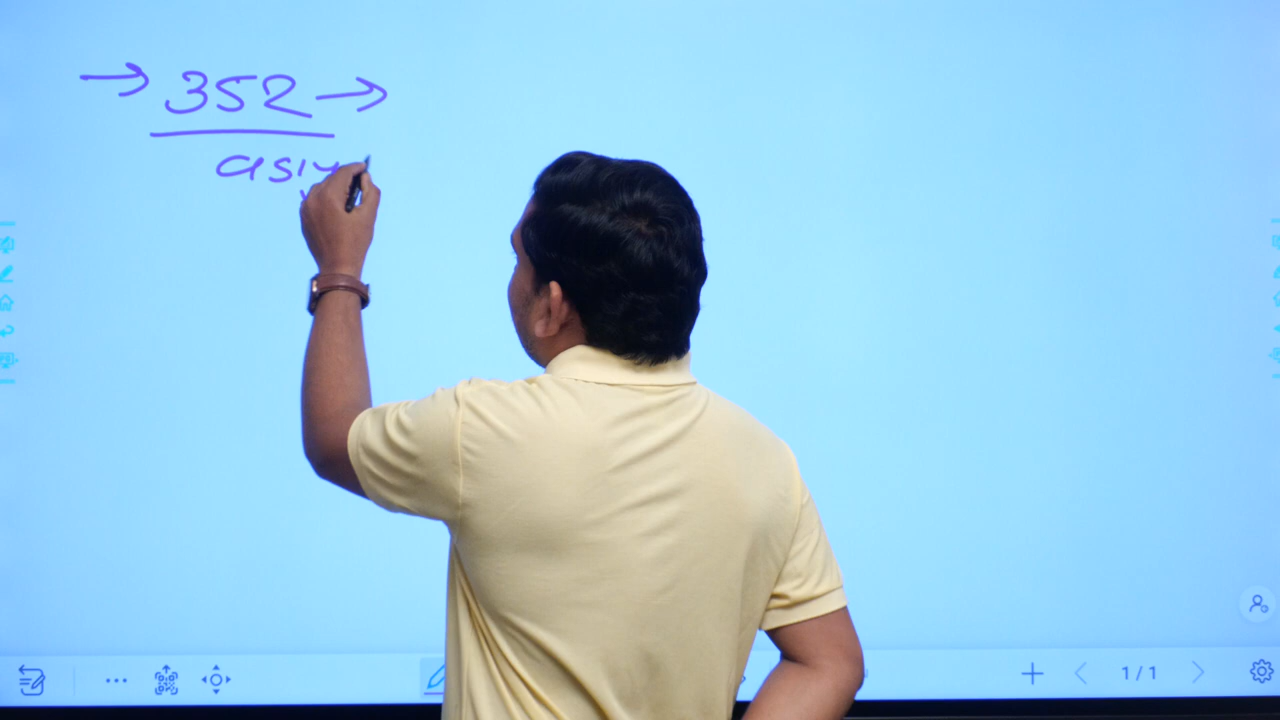 → 352 →
1/1